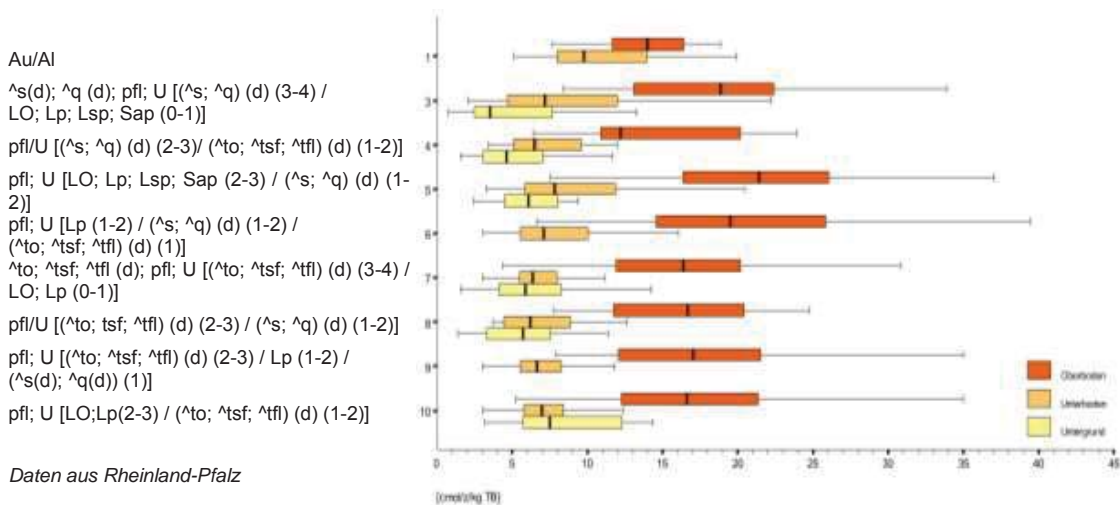 Au/Al
^s(d); ^q (d); pfl; U [(^s; ^q) (d) (3-4) /
LO; Lp; Lsp; Sap (0-1)]
pfl/U [(^s; ^q) (d) (2-3)/ (^to; ^tsf; ^tfl) (d) (1-2)]
pfl; U [LO; Lp; Lsp; Sap (2-3) / (^s; ^q) (d) (1-
2)]
pfl; U [Lp (1-2) / (^s; ^q) (d) (1-2) /
(^to; ^tsf; ^tfl) (d) (1)]
^to; ^tsf; ^tfl (d); pfl; U [(^to; ^tsf; ^tfl) (d) (3-4) /
LO; Lp (0-1)]
pfl/U [(^to; tsf; ^tfl) (d) (2-3) / (^s; ^q) (d) (1-2)]
pfl; U [(^to; ^tsf; ^tfl) (d) (2-3) / Lp (1-2) /
(^s(d); ^q(d)) (1)]
pfl; U [LO;Lp(2-3) / (^to; ^tsf; ^tfl) (d) (1-2)]
Daten aus Rheinland-Pfalz
1
3
4
5
6
7
8
9
10
Oberboden
Unterboden
Untergrund
0 5 10 15 20 25 30 35 40 45
[cmolz/kg TB]